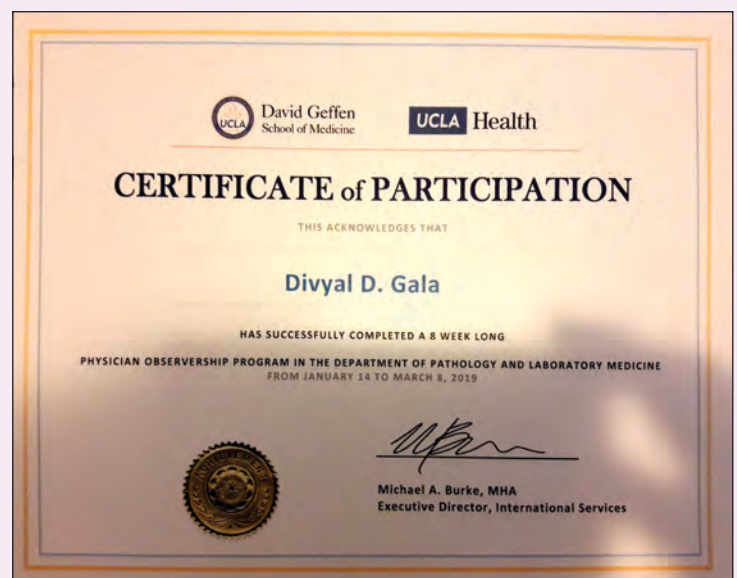 UCLA
David Geffen
School of Medicine
UCLA Health
CERTIFICATE of PARTICIPATION
THIS ACKNOWLEDGES THAT
Divyal D. Gala
HAS SUCCESSFULLY COMPLETED A 8 WEEK LONG
PHYSICIAN OBSERVERSHIP PROGRAM IN THE DEPARTMENT OF PATHOLOGY AND LABORATORY MEDICINE
FROM JANUARY 14 TO MARCH 8, 2019
ACHIEVEMENT
Michael A. Burke, MHA
Executive Director, International Services